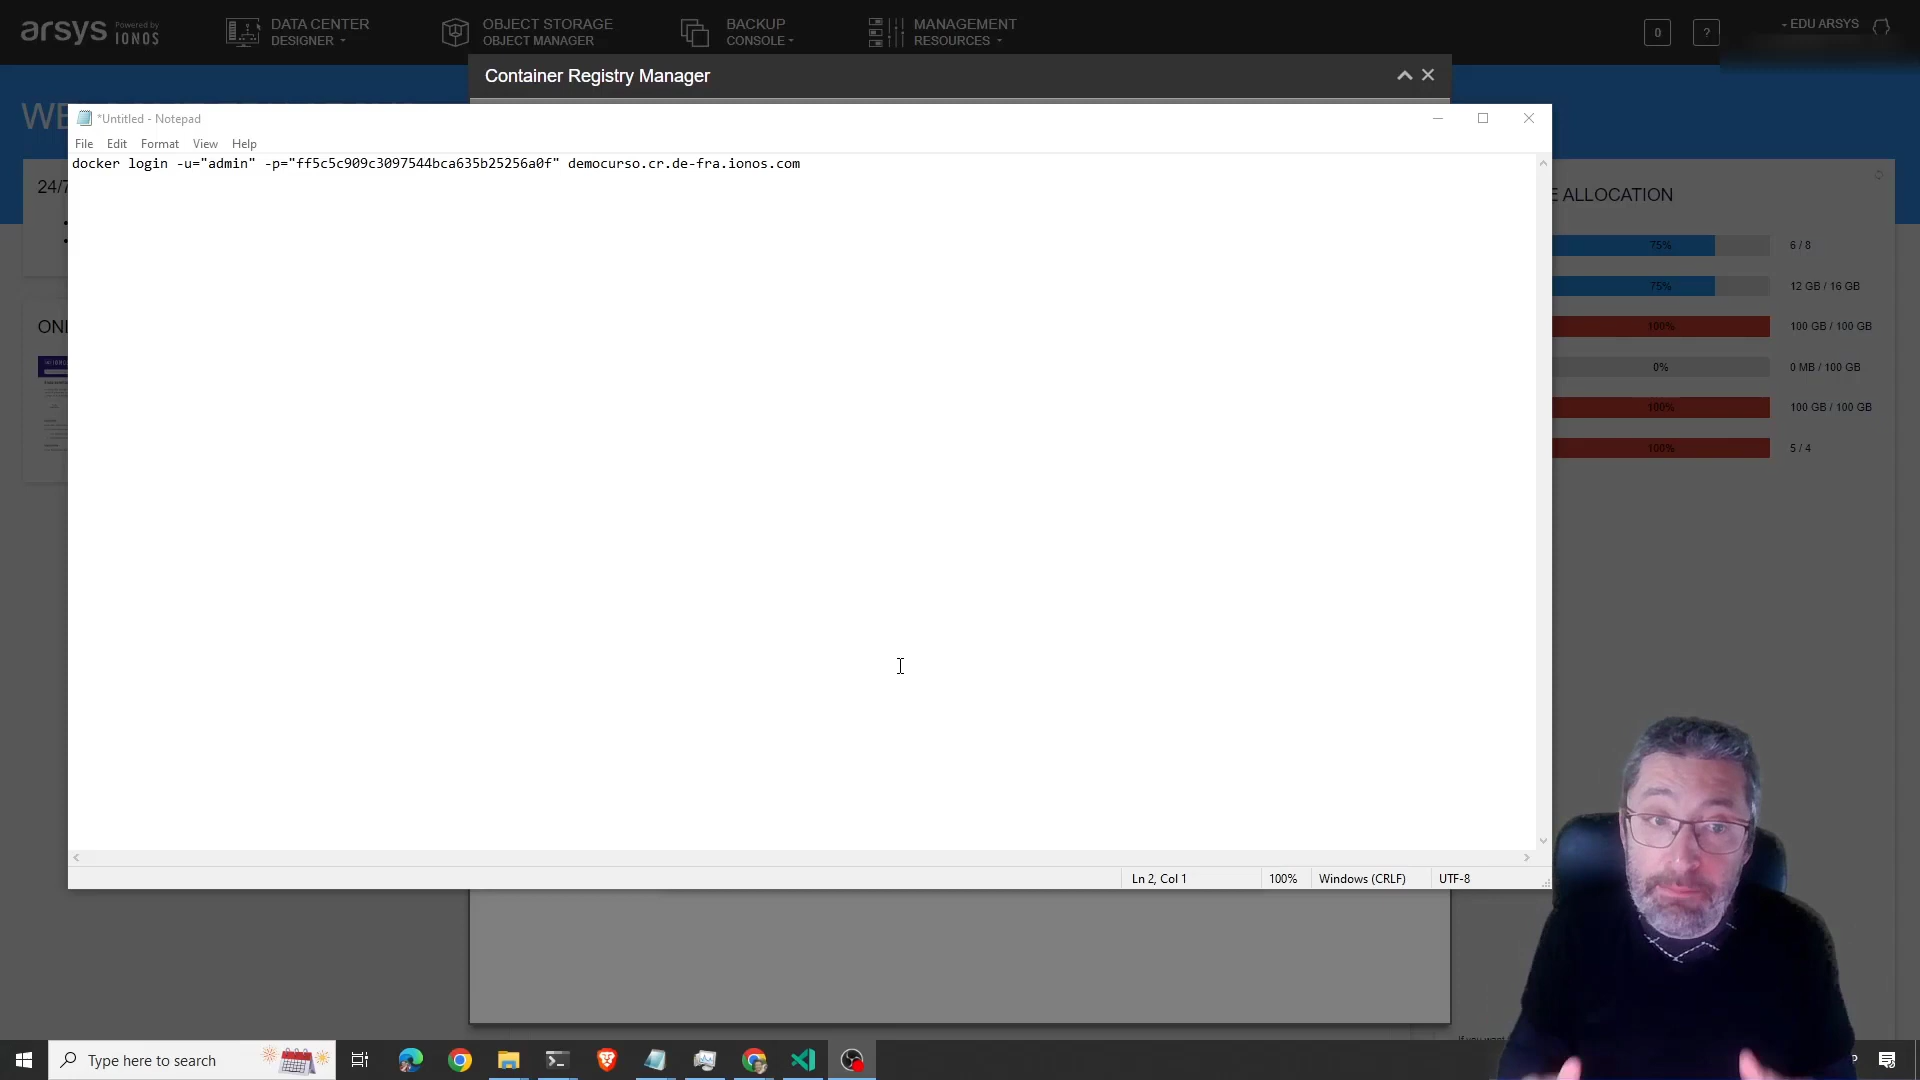 arsys Powered by IONOS
DATA CENTER
DESIGNER
OBJECT STORAGE
OBJECT MANAGER
BACKUP
CONSOLE
MANAGEMENT
RESOURCES
0
?
EDU ARSYS
Container Registry Manager
WE
*Untitled - Notepad
File Edit Format View Help
docker login -u="admin" -p="ff5c5c909c3097544bca635b25256a0f" democurso.cr.de-fra.ionos.com
24/7
E ALLOCATION
75% 6 / 8
75% 12 GB / 16 GB
ONI
100% 100 GB / 100 GB
0% 0 MB / 100 GB
100% 100 GB / 100 GB
100% 5 / 4
Ln 2, Col 1 100% Windows (CRLF) UTF-8
Type here to search